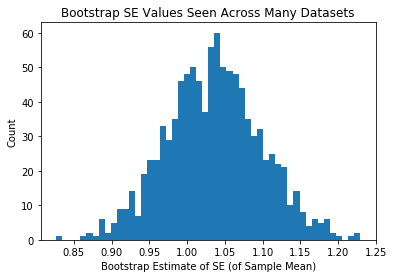 Bootstrap SE Values Seen Across Many Datasets
60
50
40
30
20
10
0
Count
0.85 0.90 0.95 1.00 1.05 1.10 1.15 1.20 1.25
Bootstrap Estimate of SE (of Sample Mean)